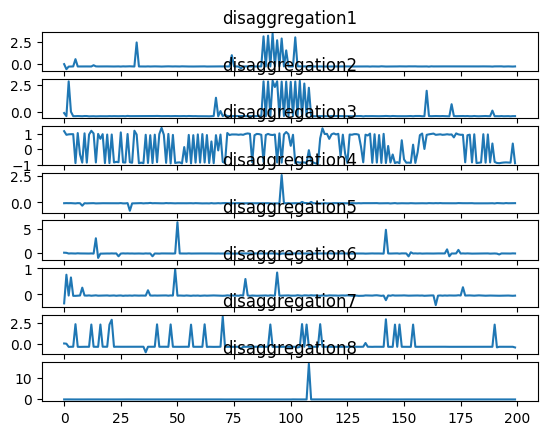 disaggregation1
2.5
0.0
disaggregation2
2.5
0.0
disaggregation3
1
0
−1
disaggregation4
2.5
0.0
disaggregation5
5
0
disaggregation6
1
0
disaggregation7
2.5
0.0
disaggregation8
10
0
0 25 50 75 100 125 150 175 200